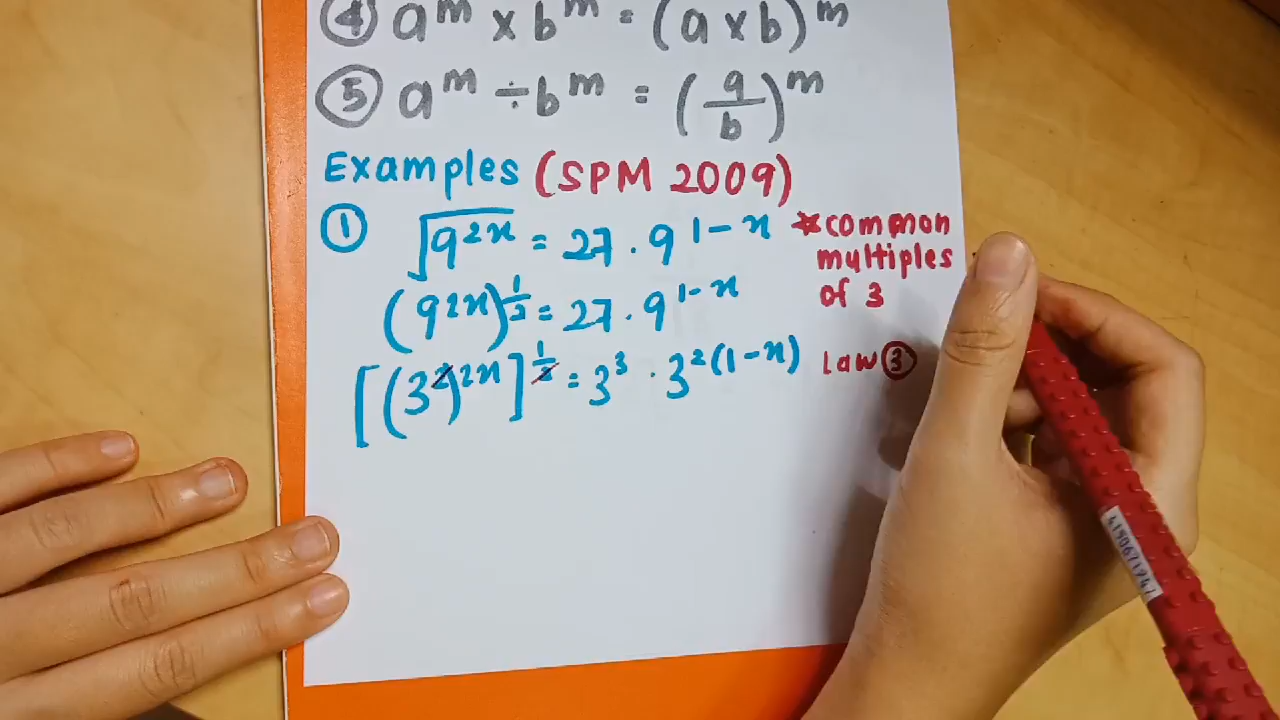 ④ aᵐ × bᵐ = (a × b)ᵐ
⑤ aᵐ ÷ bᵐ = (a/b)ᵐ
Examples (SPM 2009)
① √9²ˣ = 27 . 9¹⁻ˣ * common
multiples
of 3
(9²ˣ)^½ = 27 . 9¹⁻ˣ
[(3²)²ˣ]^½ = 3³ . 3²⁽¹⁻ˣ⁾ law ③